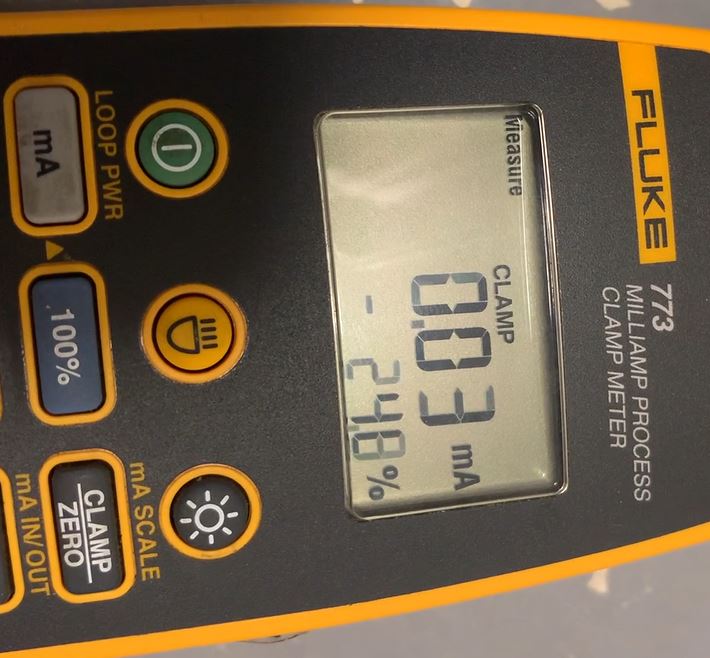 FLUKE
773
MILLIAMP PROCESS
CLAMP METER
Measure
CLAMP
0.03 mA
- 24.8 %
LOOP PWR
mA
100%
mA SCALE
CLAMP
ZERO
mA IN/OUT